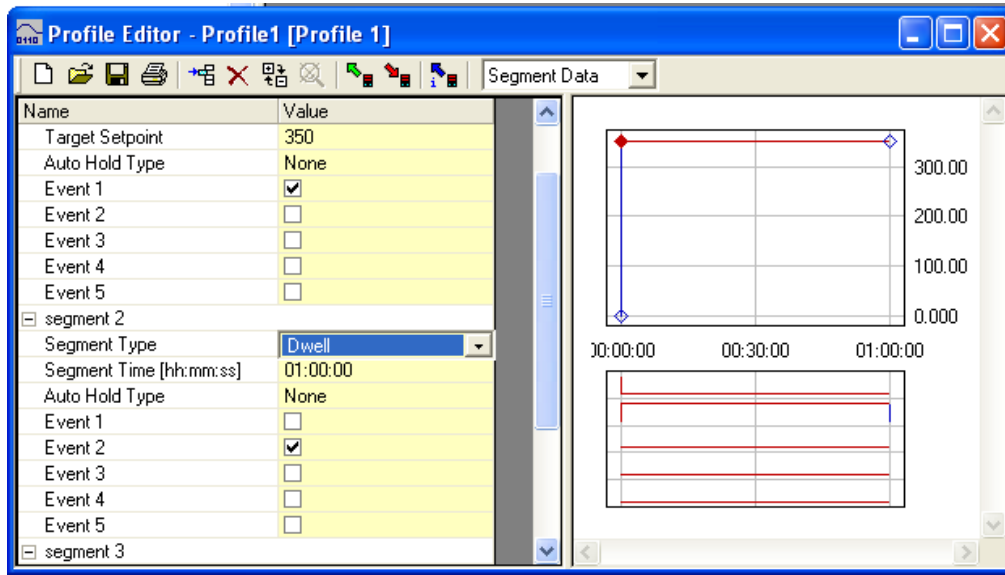 Profile Editor - Profile1 [Profile 1]
Segment Data
Name Value
Target Setpoint 350
Auto Hold Type None
Event 1
Event 2
Event 3
Event 4
Event 5
segment 2
Segment Type Dwell
Segment Time [hh:mm:ss] 01:00:00
Auto Hold Type None
Event 1
Event 2
Event 3
Event 4
Event 5
segment 3
300.00
200.00
100.00
0.000
00:00:00 00:30:00 01:00:00